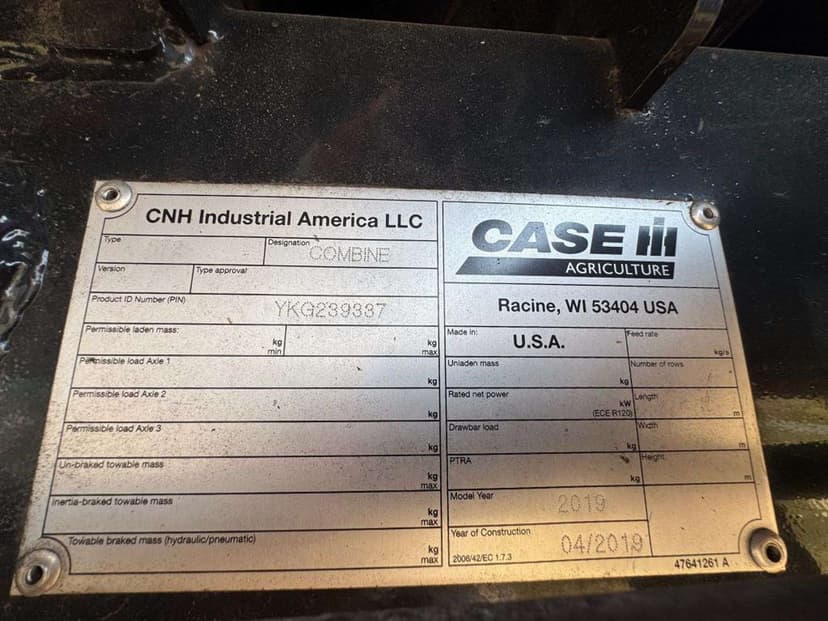 CNH Industrial America LLC
Type
Designation
COMBINE
Version
Type approval
Product ID Number (PIN)
YKG239337
Permissible laden mass:
kg
min
kg
max
Permissible load Axle 1
kg
Permissible load Axle 2
kg
Permissible load Axle 3
kg
Un-braked towable mass
kg
max
Inertia-braked towable mass
kg
max
Towable braked mass (hydraulic/pneumatic)
kg
max
CASE IH
AGRICULTURE
Racine, WI 53404 USA
Made in:
U.S.A.
Feed rate
kg/s
Unladen mass
kg
Number of rows
Rated net power
kW
(ECE R120)
Length
m
Drawbar load
kg
Width
m
PTRA
kg
Height
m
Model Year
2019
Year of Construction
04/2019
2006/42/EC 1.7.3
47641261 A